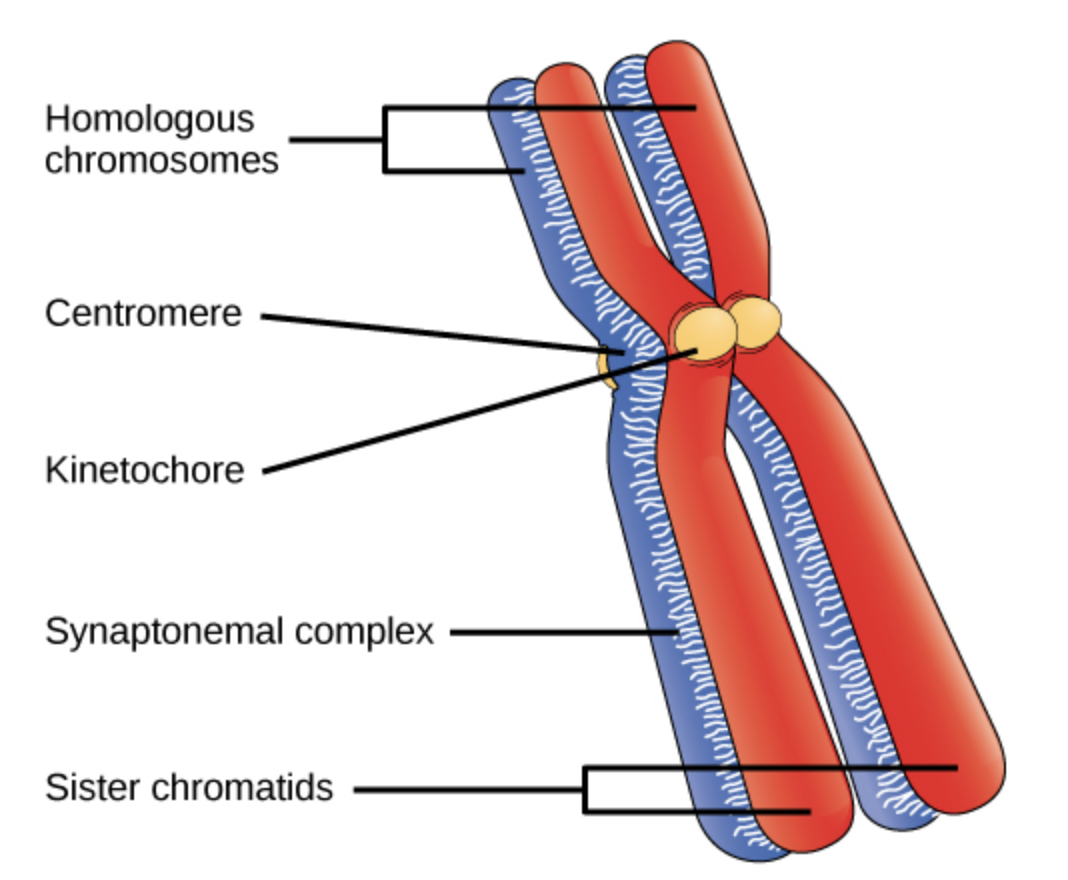 Homologous
chromosomes
Centromere
Kinetochore
Synaptonemal complex
Sister chromatids